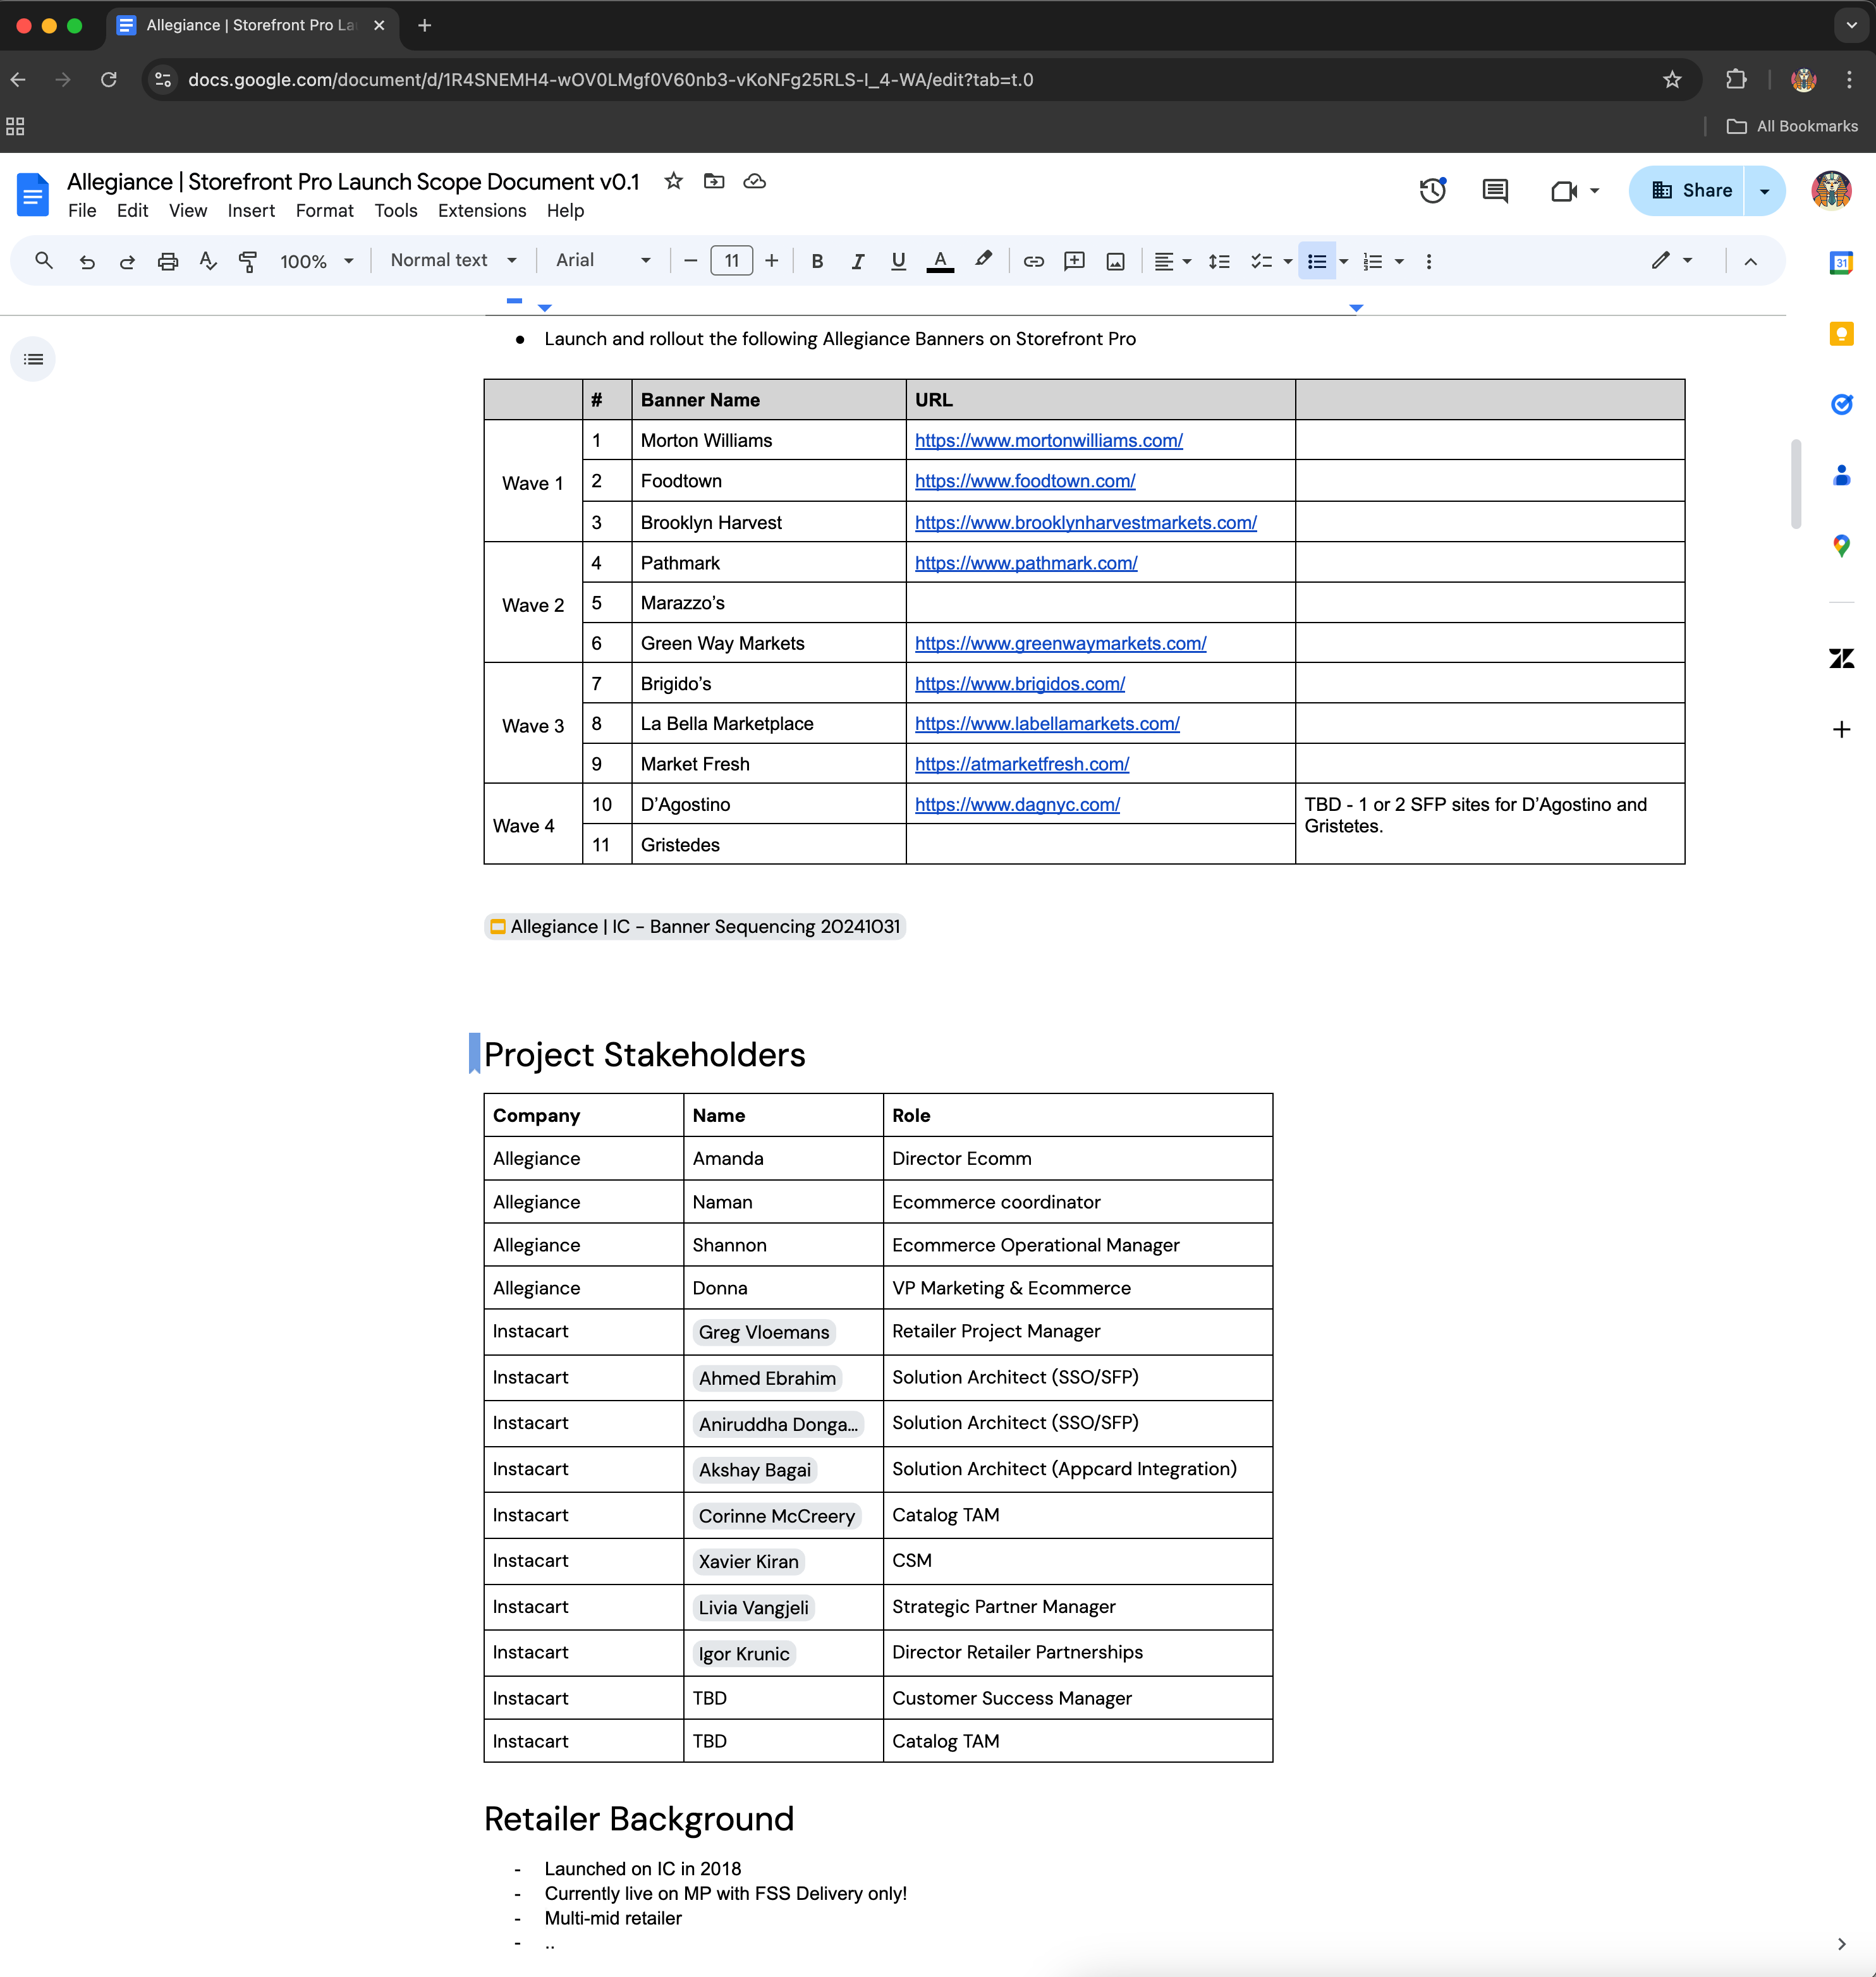 Allegiance | Storefront Pro La
docs.google.com/document/d/1R4SNEMH4-wOV0LMgf0V60nb3-vKoNFg25RLS-I_4-WA/edit?tab=t.0
All Bookmarks
Allegiance | Storefront Pro Launch Scope Document v0.1
File Edit View Insert Format Tools Extensions Help
Share
100% Normal text Arial 11 B I U A
31
Launch and rollout the following Allegiance Banners on Storefront Pro
# Banner Name URL
Wave 1
1 Morton Williams https://www.mortonwilliams.com/
2 Foodtown https://www.foodtown.com/
3 Brooklyn Harvest https://www.brooklynharvestmarkets.com/
Wave 2
4 Pathmark https://www.pathmark.com/
5 Marazzo’s
6 Green Way Markets https://www.greenwaymarkets.com/
Wave 3
7 Brigido’s https://www.brigidos.com/
8 La Bella Marketplace https://www.labellamarkets.com/
9 Market Fresh https://atmarketfresh.com/
Wave 4
10 D’Agostino https://www.dagnyc.com/ TBD - 1 or 2 SFP sites for D’Agostino and
Gristetes.
11 Gristedes
Allegiance | IC – Banner Sequencing 20241031
Project Stakeholders
Company Name Role
Allegiance Amanda Director Ecomm
Allegiance Naman Ecommerce coordinator
Allegiance Shannon Ecommerce Operational Manager
Allegiance Donna VP Marketing & Ecommerce
Instacart Greg Vloemans Retailer Project Manager
Instacart Ahmed Ebrahim Solution Architect (SSO/SFP)
Instacart Aniruddha Donga... Solution Architect (SSO/SFP)
Instacart Akshay Bagai Solution Architect (Appcard Integration)
Instacart Corinne McCreery Catalog TAM
Instacart Xavier Kiran CSM
Instacart Livia Vangjeli Strategic Partner Manager
Instacart Igor Krunic Director Retailer Partnerships
Instacart TBD Customer Success Manager
Instacart TBD Catalog TAM
Retailer Background
- Launched on IC in 2018
- Currently live on MP with FSS Delivery only!
- Multi-mid retailer
- ..